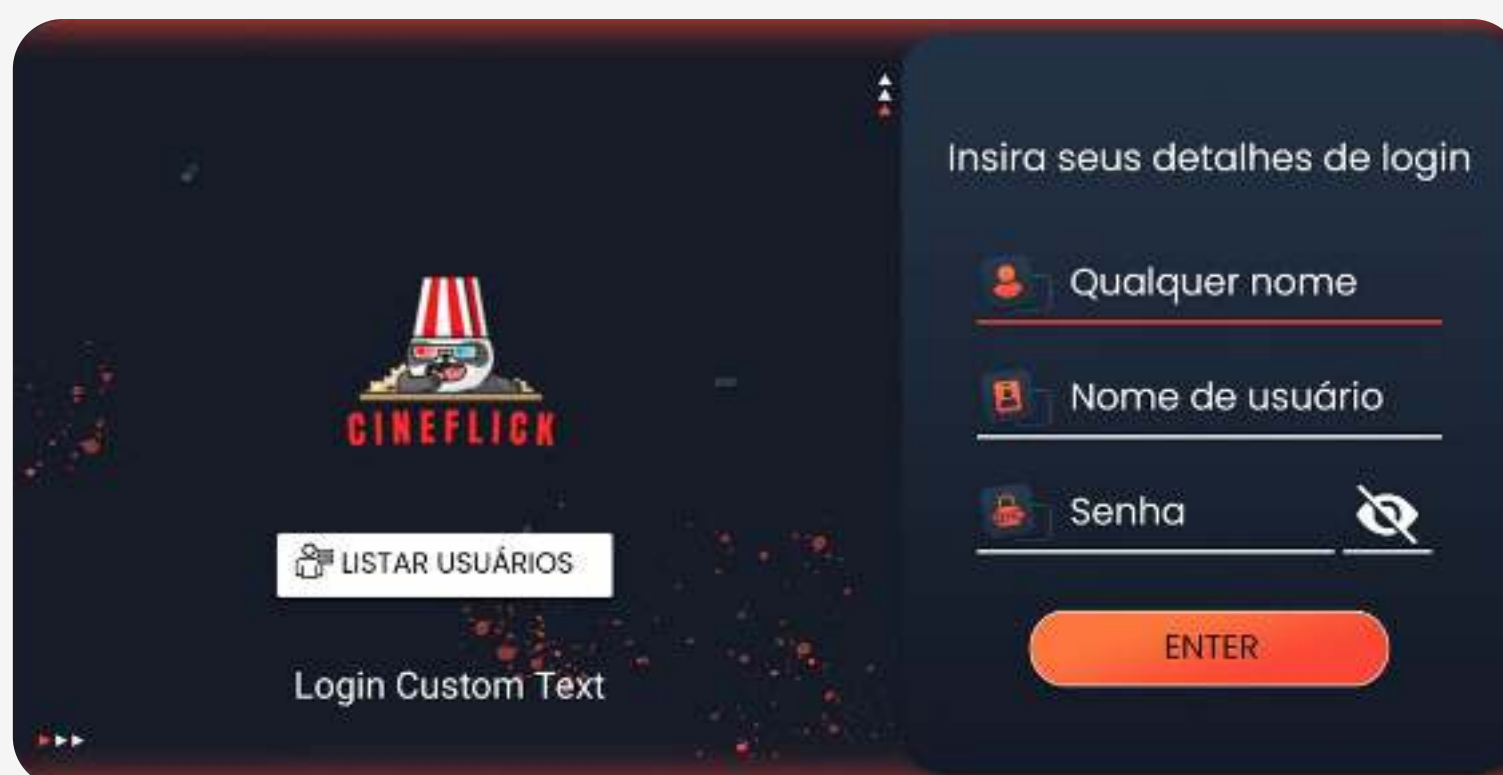 CINEFLICK
LISTAR USUÁRIOS
Login Custom Text
Insira seus detalhes de login
Qualquer nome
Nome de usuário
Senha
ENTER